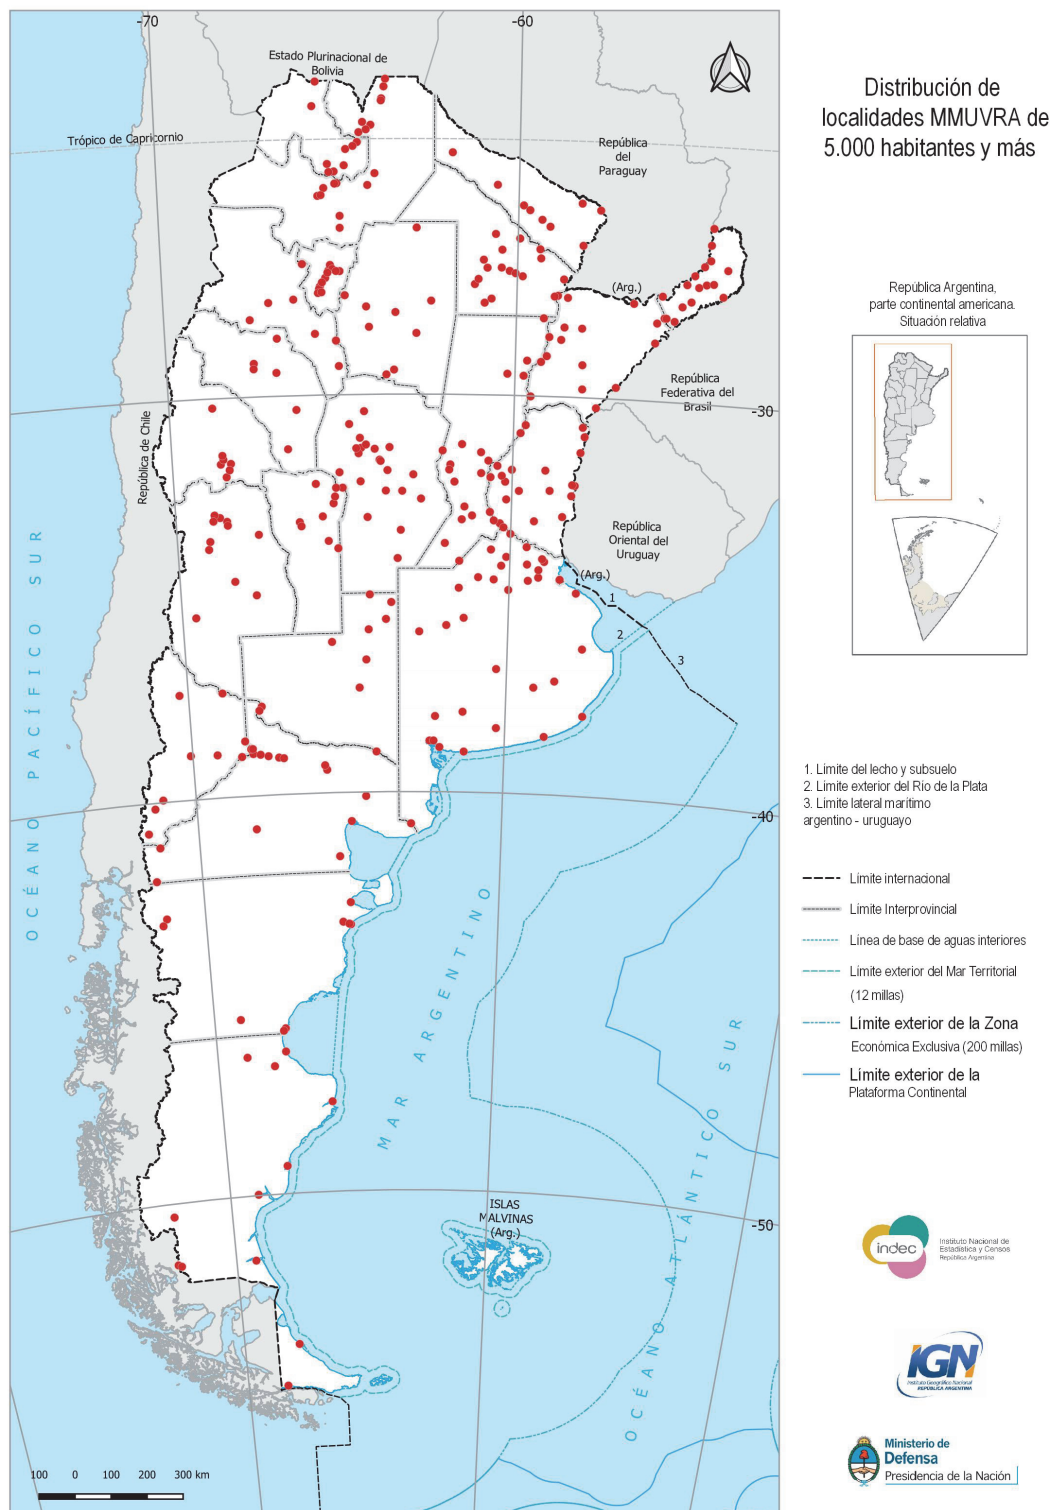 -70
-60
Estado Plurinacional de
Bolivia
Trópico de Capricornio
República
del
Paraguay
(Arg.)
República
Federativa del
Brasil
-30
República de Chile
República
Oriental del
Uruguay
(Arg.)
1
2
3
OCÉANO PACÍFICO SUR
-40
MAR ARGENTINO
OCÉANO ATLÁNTICO SUR
ISLAS
MALVINAS
(Arg.)
-50
100 0 100 200 300 km
Distribución de
localidades MMUVRA de
5.000 habitantes y más
República Argentina,
parte continental americana.
Situación relativa
1. Límite del lecho y subsuelo
2. Límite exterior del Río de la Plata
3. Límite lateral marítimo
argentino - uruguayo
Límite internacional
Límite Interprovincial
Línea de base de aguas interiores
Límite exterior del Mar Territorial
(12 millas)
Límite exterior de la Zona
Económica Exclusiva (200 millas)
Límite exterior de la
Plataforma Continental
indec
Instituto Nacional de
Estadística y Censos
República Argentina
IGN
Instituto Geográfico Nacional
REPÚBLICA ARGENTINA
Ministerio de
Defensa
Presidencia de la Nación